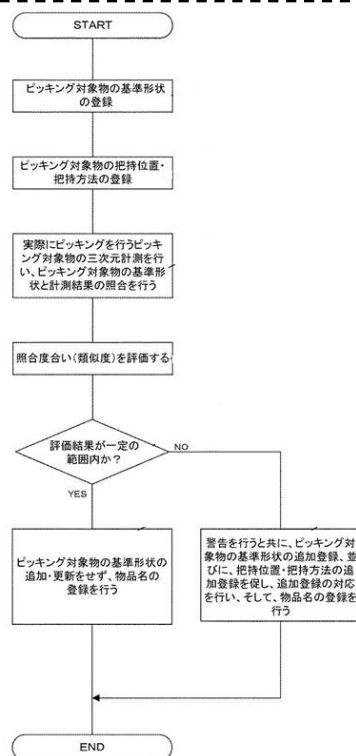 START
ピッキング対象物の基準形状
の登録
ピッキング対象物の把持位置・
把持方法の登録
実際にピッキングを行うピッキ
ング対象物の三次元計測を行
い、ピッキング対象物の基準形
状と計測結果の照合を行う
照合度合い（類似度）を評価する
評価結果が一定の
範囲内か？
NO
YES
ピッキング対象物の基準形状の
追加・更新をせず、物品名の
登録を行う
警告を行うと共に、ピッキング対
象物の基準形状の追加登録、並
びに、把持位置・把持方法の追
加登録を促し、追加登録の対応
を行い、そして、物品名の登録を
行う
END